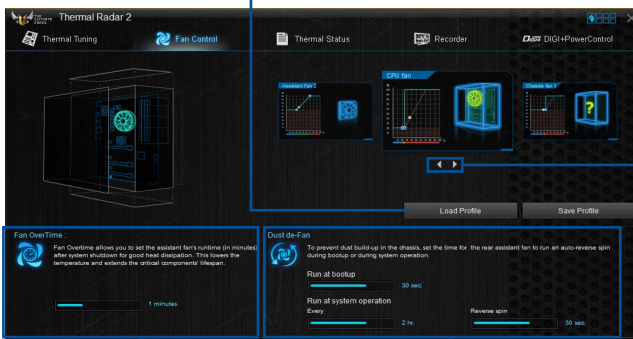 THE ULTIMATE FORCE
Thermal Radar 2
Thermal Tuning
Fan Control
Thermal Status
Recorder
DIGI+PowerControl
Assistant Fan 2
CPU fan
Chassis fan 1
?
Load Profile
Save Profile
Fan OverTime :
Fan Overtime allows you to set the assistant fan's runtime (in minutes)
after system shutdown for good heat dissipation. This lowers the
temperature and extends the critical components' lifespan.
1 minutes
Dust de-Fan
To prevent dust build-up in the chassis, set the time for the rear assistant fan to run an auto-reverse spin
during bootup or during system operation.
Run at bootup
30 sec.
Run at system operation
Every
Reverse spin
2 hr.
30 sec.